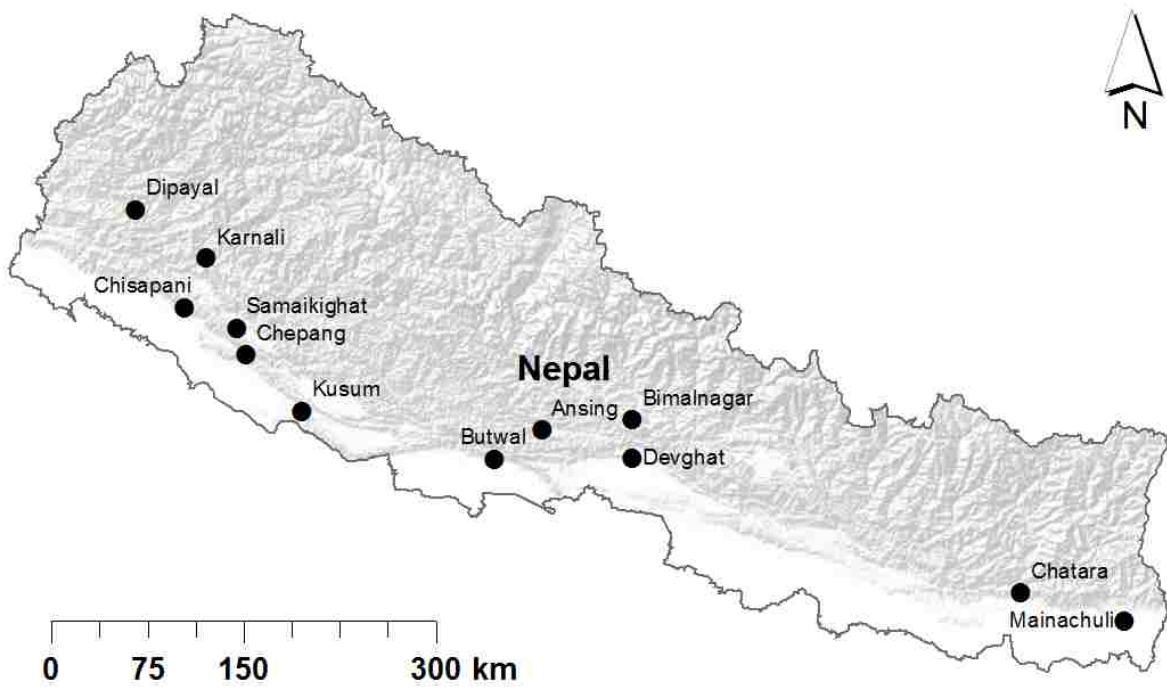 N
Dipayal
Karnali
Chisapani
Samaikighat
Chepang
Nepal
Kusum
Ansing
Bimalnagar
Butwal
Devghat
Chatara
Mainachuli
0 75 150 300 km